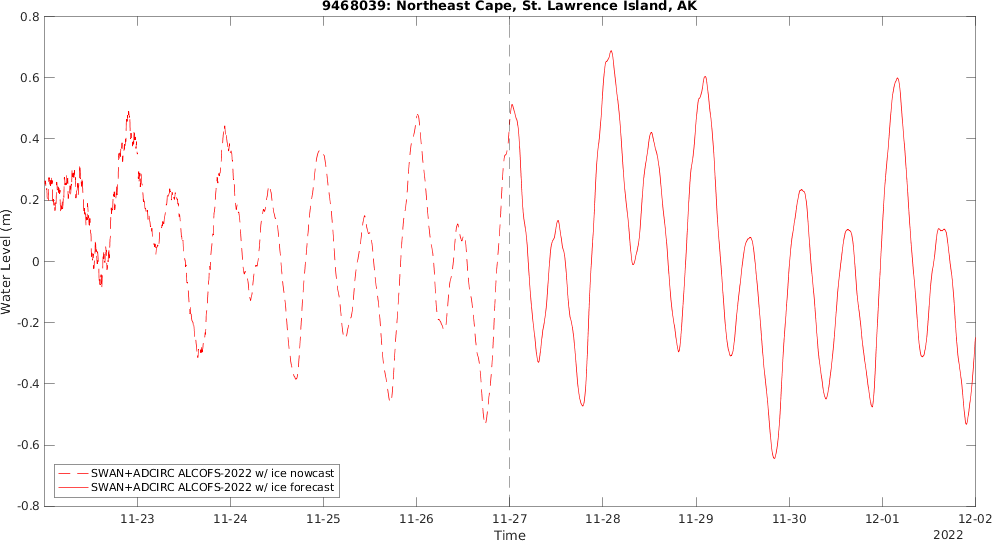 9468039: Northeast Cape, St. Lawrence Island, AK
0.8
0.6
0.4
0.2
0
-0.2
-0.4
-0.6
-0.8
Water Level (m)
SWAN+ADCIRC ALCOFS-2022 w/ ice nowcast
SWAN+ADCIRC ALCOFS-2022 w/ ice forecast
11-23 11-24 11-25 11-26 11-27 11-28 11-29 11-30 12-01 12-02
Time
2022